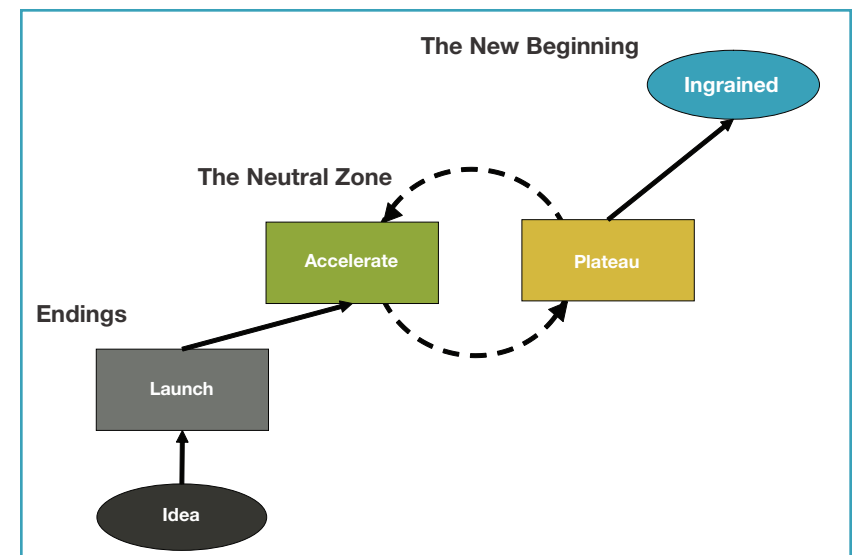 The New Beginning
Ingrained
The Neutral Zone
Accelerate
Plateau
Endings
Launch
Idea